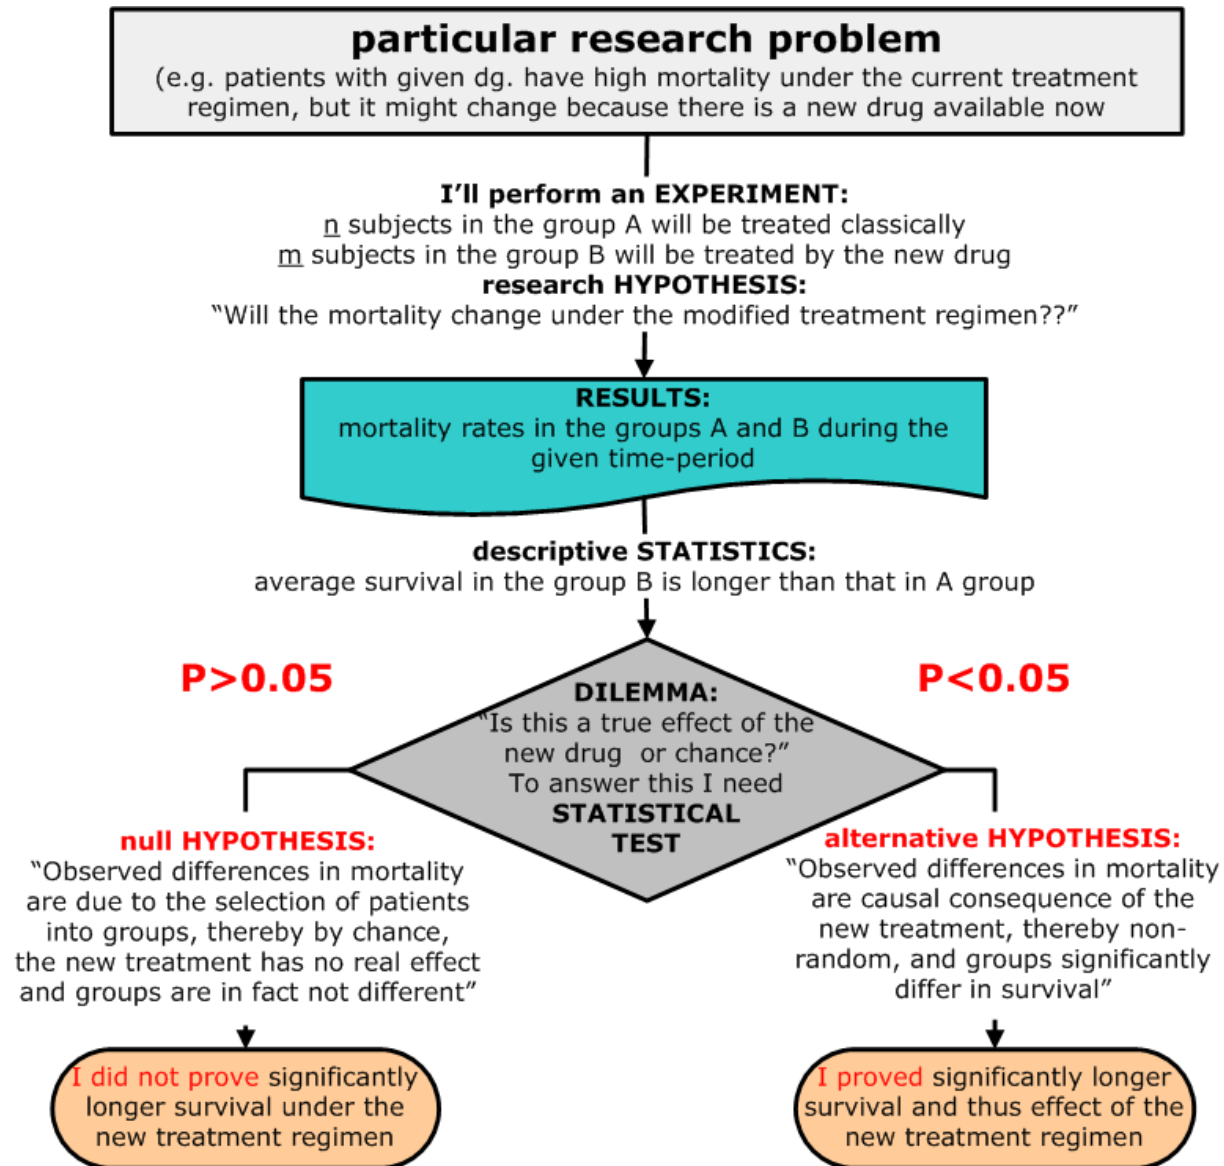 particular research problem
(e.g. patients with given dg. have high mortality under the current treatment
regimen, but it might change because there is a new drug available now
I’ll perform an EXPERIMENT:
n subjects in the group A will be treated classically
m subjects in the group B will be treated by the new drug
research HYPOTHESIS:
“Will the mortality change under the modified treatment regimen??”
RESULTS:
mortality rates in the groups A and B during the
given time-period
descriptive STATISTICS:
average survival in the group B is longer than that in A group
P>0.05
P<0.05
DILEMMA:
“Is this a true effect of the
new drug or chance?”
To answer this I need
STATISTICAL
TEST
null HYPOTHESIS:
“Observed differences in mortality
are due to the selection of patients
into groups, thereby by chance,
the new treatment has no real effect
and groups are in fact not different”
alternative HYPOTHESIS:
“Observed differences in mortality
are causal consequence of the
new treatment, thereby non-
random, and groups significantly
differ in survival”
I did not prove significantly
longer survival under the
new treatment regimen
I proved significantly longer
survival and thus effect of the
new treatment regimen